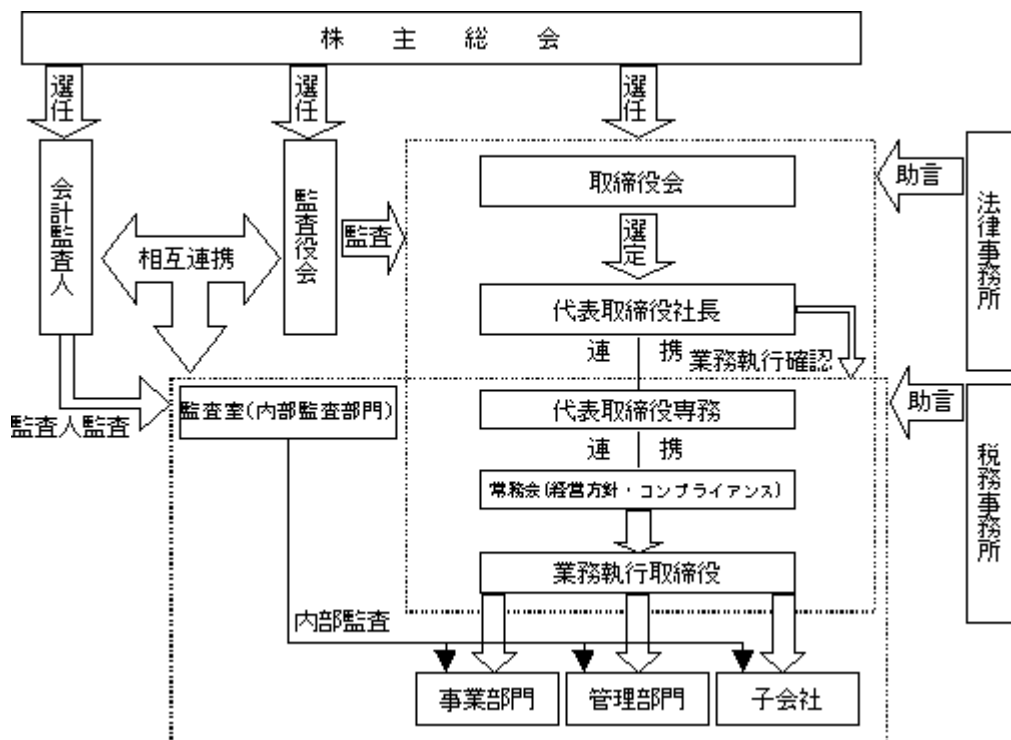 株主総会
選任
選任
選任
会計監査人
相互連携
監査役会
監査
取締役会
助言
法律事務所
選定
代表取締役社長
連携
業務執行確認
監査人監査
監査室(内部監査部門)
代表取締役専務
助言
税務事務所
連携
常務会(経営方針・コンプライアンス)
業務執行取締役
内部監査
事業部門
管理部門
子会社